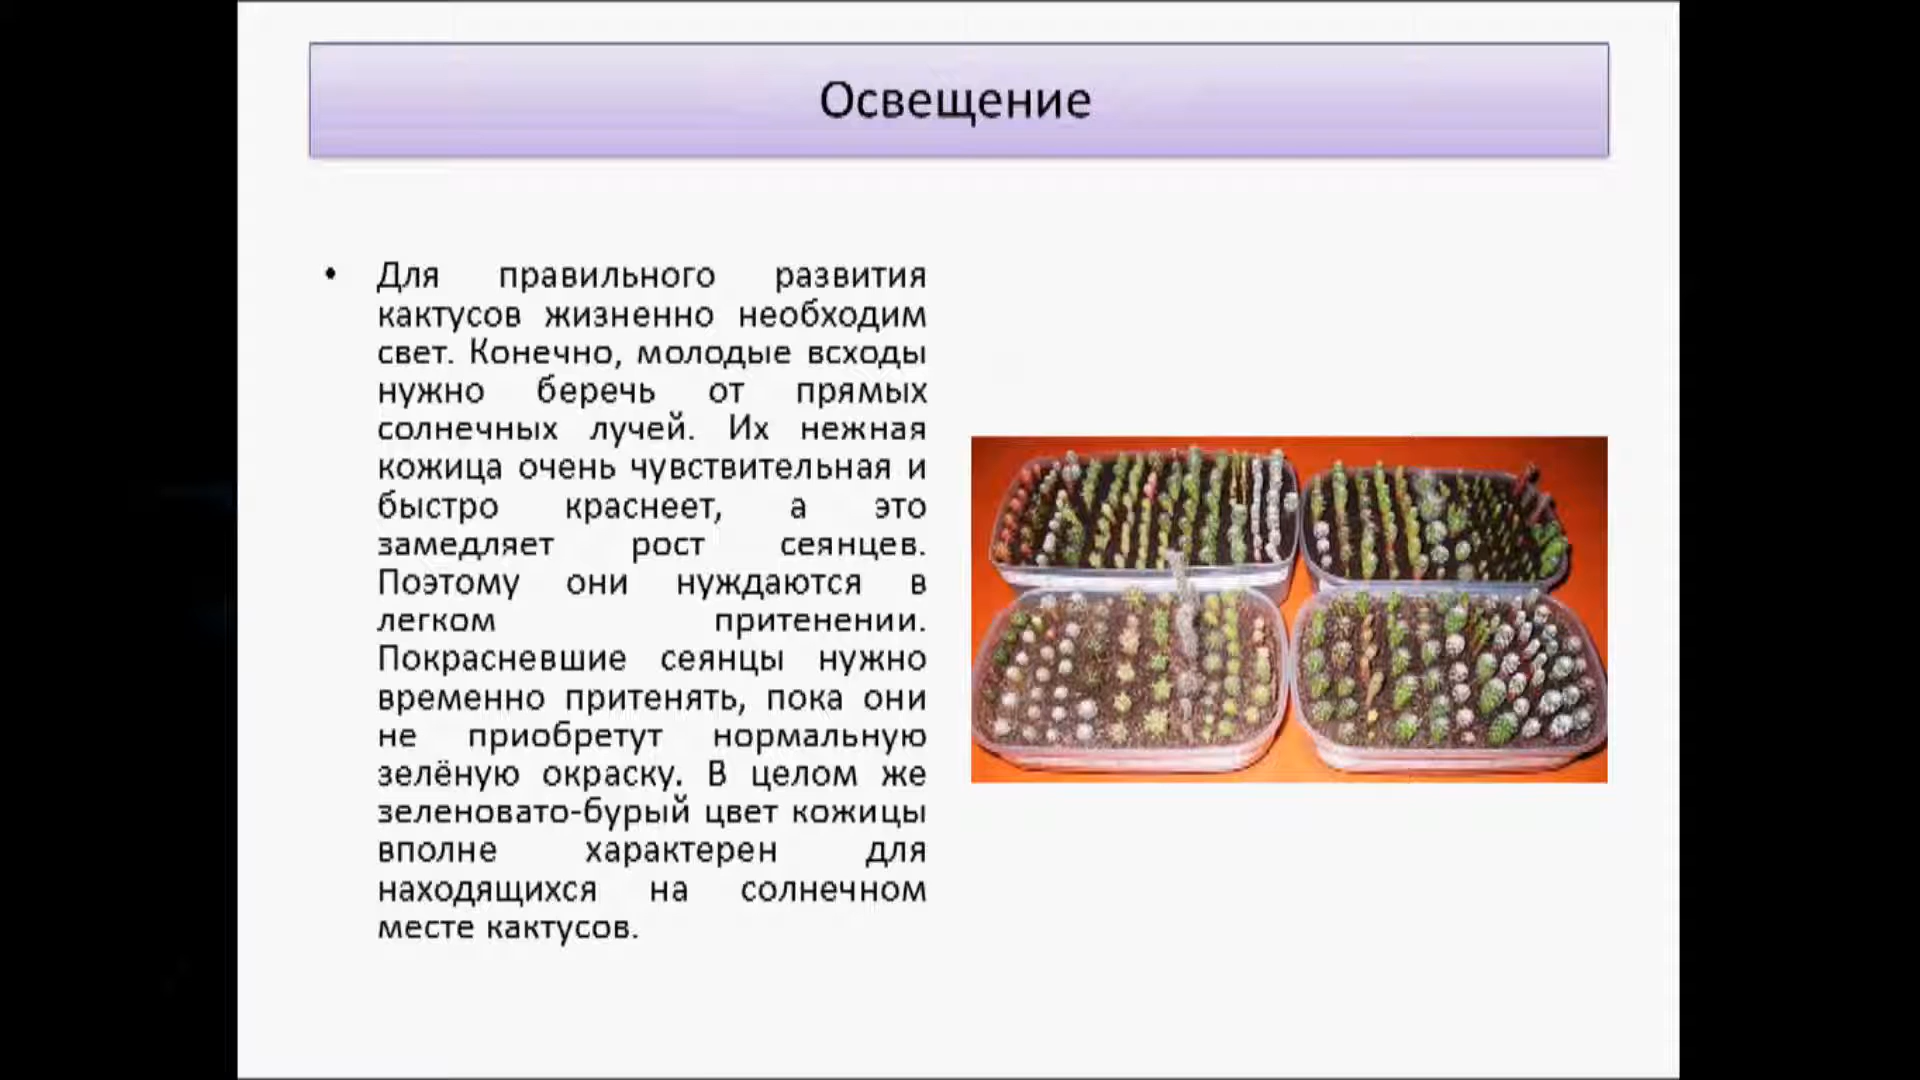 Освещение
• Для правильного развития
кактусов жизненно необходим
свет. Конечно, молодые всходы
нужно беречь от прямых
солнечных лучей. Их нежная
кожица очень чувствительная и
быстро краснеет, а это
замедляет рост сеянцев.
Поэтому они нуждаются в
легком притенении.
Покрасневшие сеянцы нужно
временно притенять, пока они
не приобретут нормальную
зелёную окраску. В целом же
зеленовато-бурый цвет кожицы
вполне характерен для
находящихся на солнечном
месте кактусов.